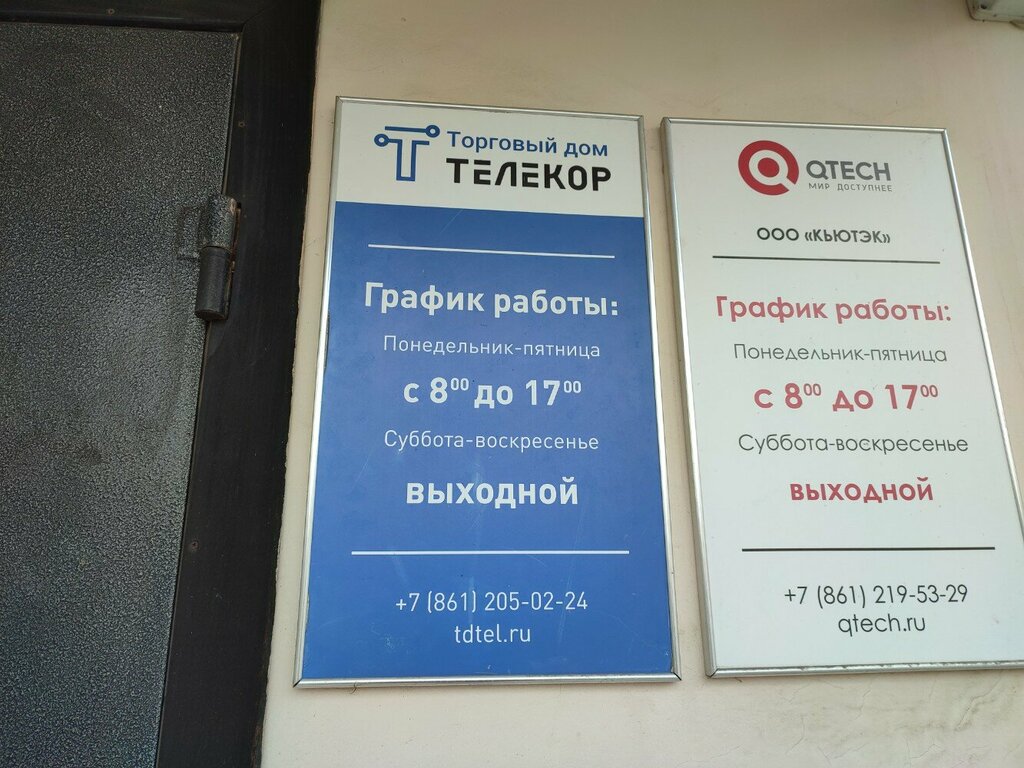 Торговый дом
ТЕЛЕКОР
График работы:
Понедельник-пятница
с 8⁰⁰ до 17⁰⁰
Суббота-воскресенье
выходной
+7 (861) 205-02-24
tdtel.ru
QTECH
МИР ДОСТУПНЕЕ
ООО «КЬЮТЭК»
График работы:
Понедельник-пятница
с 8⁰⁰ до 17⁰⁰
Суббота-воскресенье
выходной
+7 (861) 219-53-29
qtech.ru